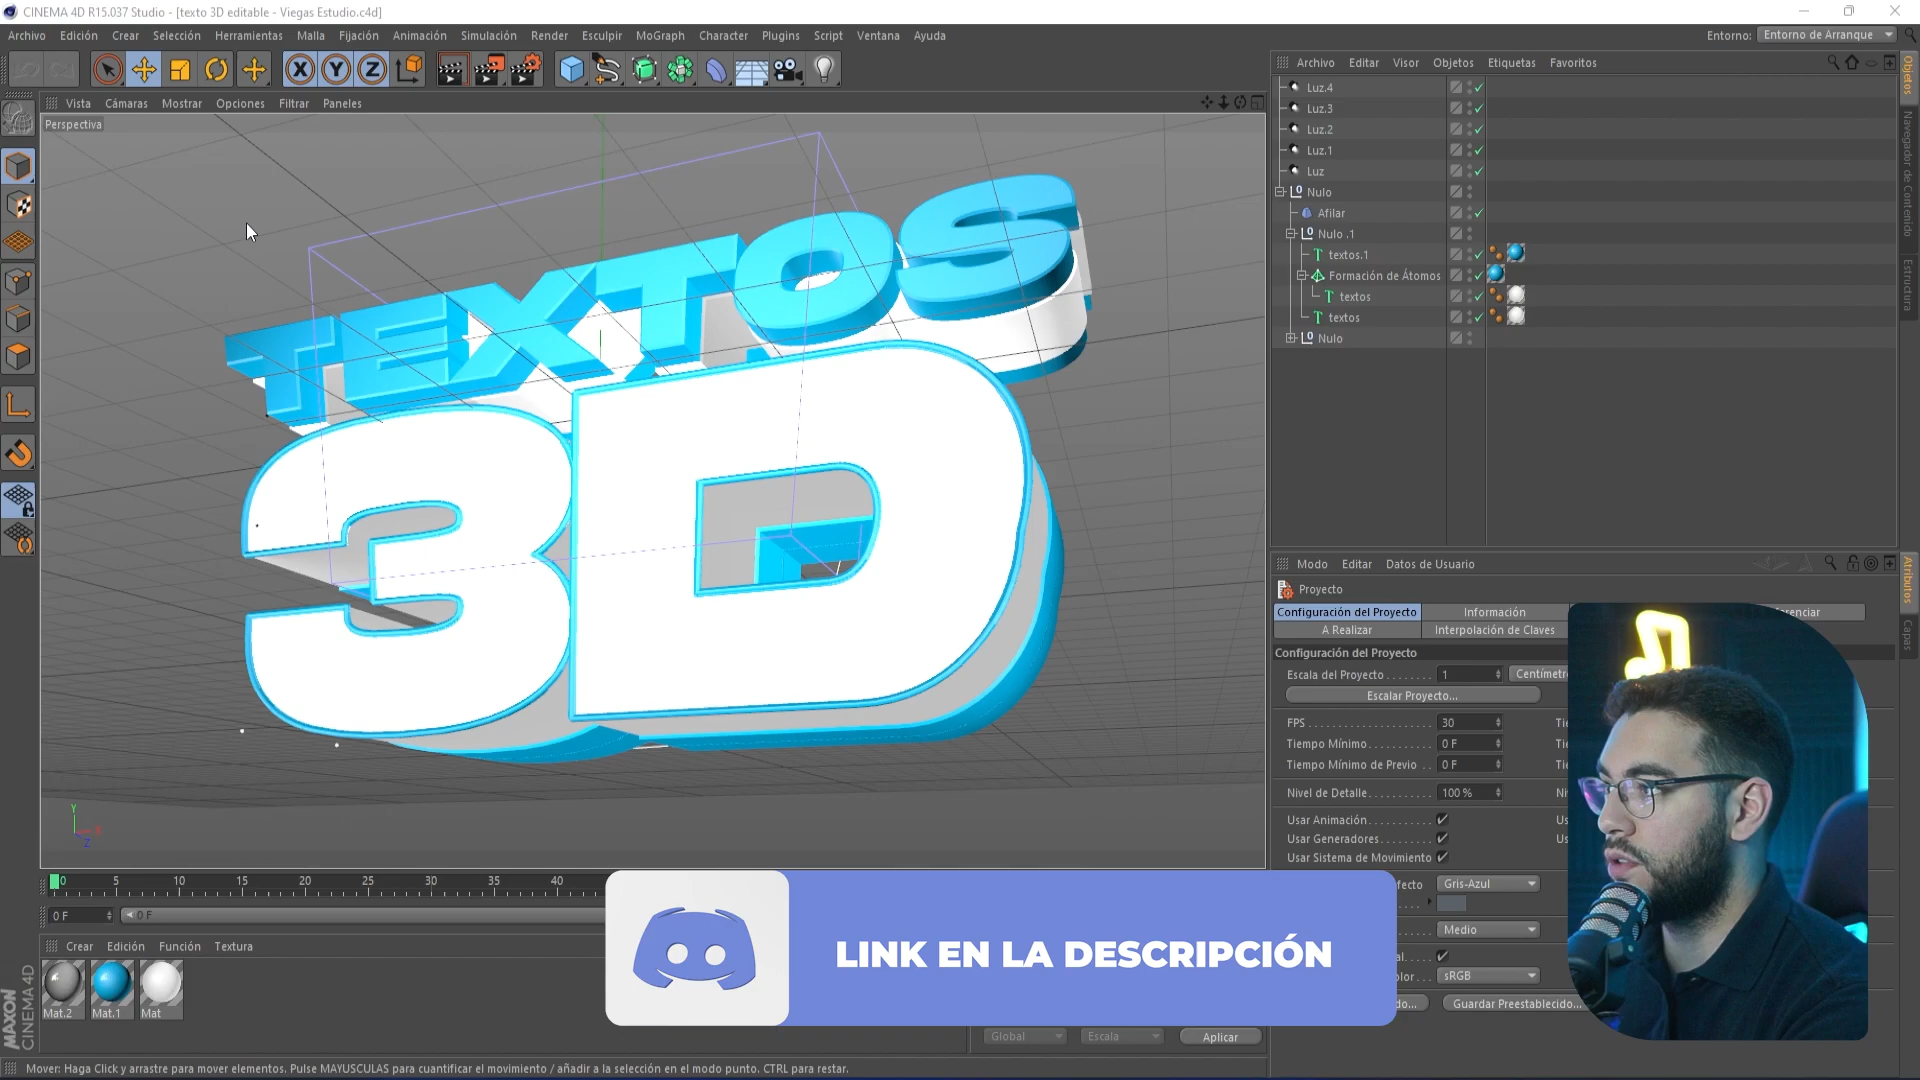 CINEMA 4D R15.037 Studio - [texto 3D editable - Viegas Estudio.c4d]
Archivo Edición Crear Selección Herramientas Malla Fijación Animación Simulación Render Esculpir MoGraph Character Plugins Script Ventana Ayuda
Entorno: Entorno de Arranque
X Y Z
Archivo Editar Visor Objetos Etiquetas Favoritos
Objetos
Navegador de Contenido
Estructura
Vista Cámaras Mostrar Opciones Filtrar Paneles
Perspectiva
Luz.4
Luz.3
Luz.2
Luz.1
Luz
Nulo
Afilar
Nulo .1
textos.1
Formación de Átomos
textos
textos
Nulo
TEXTOS
3D
Y
X
Z
Modo Editar Datos de Usuario
Atributos
Capas
Proyecto
Configuración del Proyecto Información
A Realizar Interpolación de Claves
Configuración del Proyecto
Escala del Proyecto 1
Escalar Proyecto...
FPS 30
Tiempo Mínimo 0 F
Tiempo Mínimo de Previo 0 F
Nivel de Detalle 100 %
Usar Animación
Usar Generadores
Usar Sistema de Movimiento
Gris-Azul
Medio
sRGB
Guardar Preestablecido...
0 5 10 15 20 25 30 35 40
0 F 0 F
Crear Edición Función Textura
Mat.2 Mat.1 Mat
MAXON
CINEMA 4D
LINK EN LA DESCRIPCIÓN
Global Escala Aplicar
Mover: Haga Click y arrastre para mover elementos. Pulse MAYUSCULAS para cuantificar el movimiento / añadir a la selección en el modo punto. CTRL para restar.